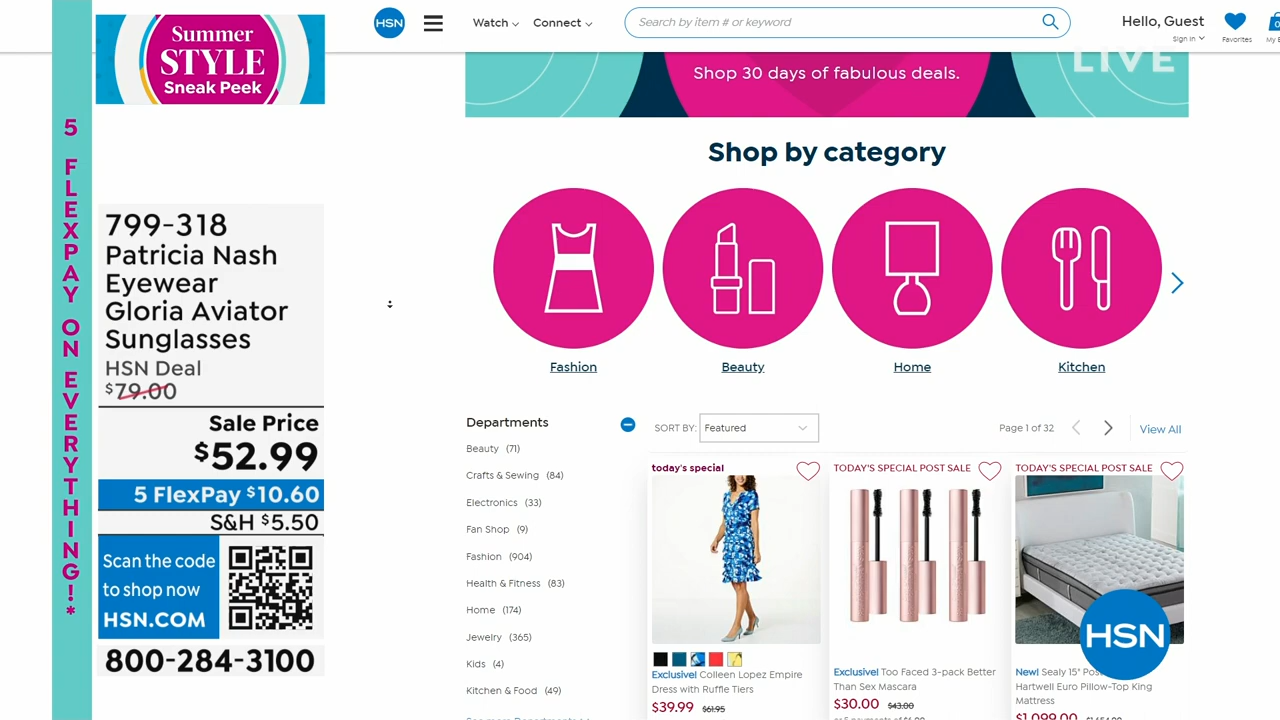 Summer
STYLE
Sneak Peek
5 FLEXPAY ON EVERYTHING!*
799-318
Patricia Nash
Eyewear
Gloria Aviator
Sunglasses
HSN Deal
$79.00
Sale Price
$52.99
5 FlexPay $10.60
S&H $5.50
Scan the code
to shop now
HSN.COM
800-284-3100
HSN
Watch
Connect
Search by item # or keyword
Hello, Guest
Sign In
Favorites
My
Shop 30 days of fabulous deals.
LIVE
Shop by category
Fashion
Beauty
Home
Kitchen
Departments
Beauty (71)
Crafts & Sewing (84)
Electronics (33)
Fan Shop (9)
Fashion (904)
Health & Fitness (83)
Home (174)
Jewelry (365)
Kids (4)
Kitchen & Food (49)
SORT BY: Featured
Page 1 of 32
View All
today's special
Exclusive! Colleen Lopez Empire
Dress with Ruffle Tiers
$39.99 $61.95
TODAY'S SPECIAL POST SALE
Exclusive! Too Faced 3-pack Better
Than Sex Mascara
$30.00 $43.00
TODAY'S SPECIAL POST SALE
New! Sealy 15"
Hartwell Euro Pillow-Top King
Mattress
HSN